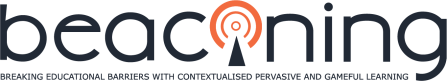 beaconing
BREAKING EDUCATIONAL BARRIERS WITH CONTEXTUALISED PERVASIVE AND GAMEFUL LEARNING